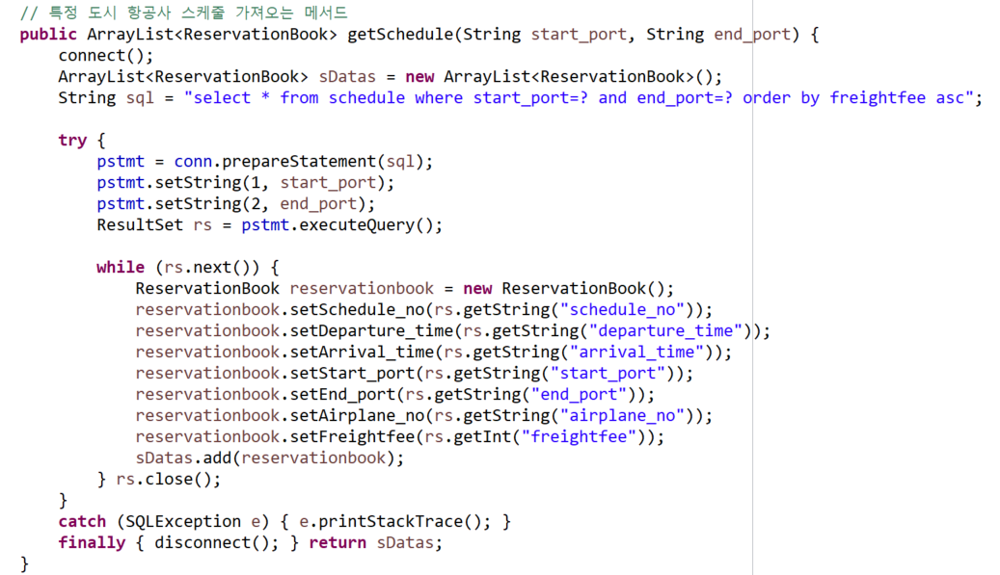 // 특정 도시 항공사 스케줄 가져오는 메서드
public ArrayList<ReservationBook> getSchedule(String start_port, String end_port) {
    connect();
    ArrayList<ReservationBook> sDatas = new ArrayList<ReservationBook>();
    String sql = "select * from schedule where start_port=? and end_port=? order by freightfee asc";

    try {
        pstmt = conn.prepareStatement(sql);
        pstmt.setString(1, start_port);
        pstmt.setString(2, end_port);
        ResultSet rs = pstmt.executeQuery();

        while (rs.next()) {
            ReservationBook reservationbook = new ReservationBook();
            reservationbook.setSchedule_no(rs.getString("schedule_no"));
            reservationbook.setDeparture_time(rs.getString("departure_time"));
            reservationbook.setArrival_time(rs.getString("arrival_time"));
            reservationbook.setStart_port(rs.getString("start_port"));
            reservationbook.setEnd_port(rs.getString("end_port"));
            reservationbook.setAirplane_no(rs.getString("airplane_no"));
            reservationbook.setFreightfee(rs.getInt("freightfee"));
            sDatas.add(reservationbook);
        } rs.close();
    }
    catch (SQLException e) { e.printStackTrace(); }
    finally { disconnect(); } return sDatas;
}